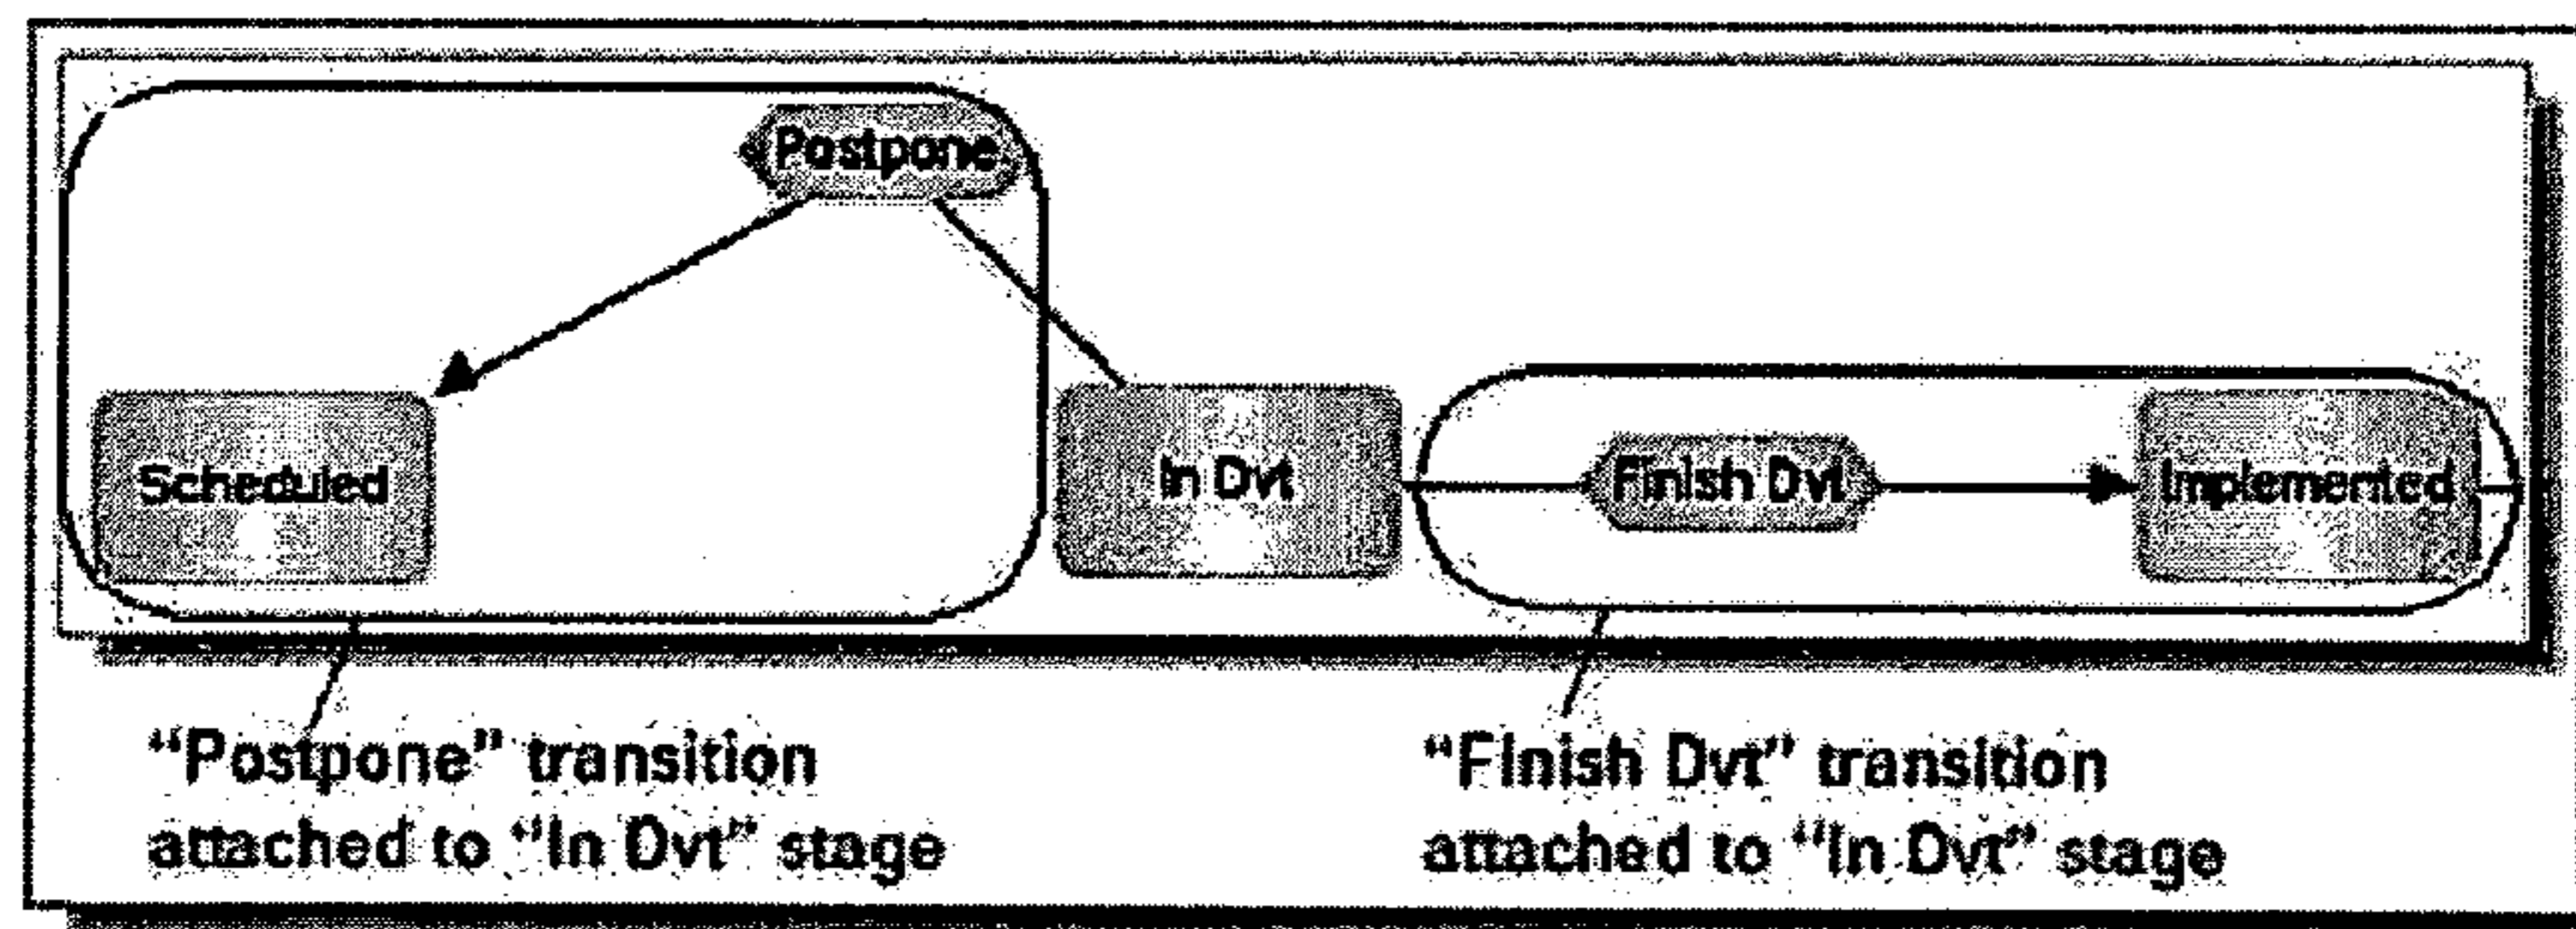 Postpone
Scheduled
In Dvt
Finish Dvt
Implemented
“Postpone” transition
attached to “In Dvt” stage
“Finish Dvt” transition
attached to “In Dvt” stage